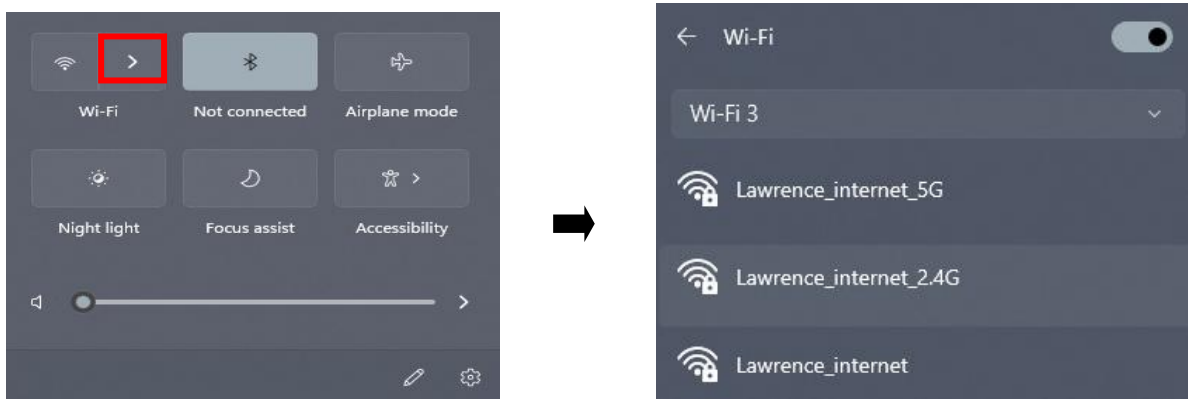 Wi-Fi
Not connected
Airplane mode
Night light
Focus assist
Accessibility
Wi-Fi
Wi-Fi 3
Lawrence_internet_5G
Lawrence_internet_2.4G
Lawrence_internet